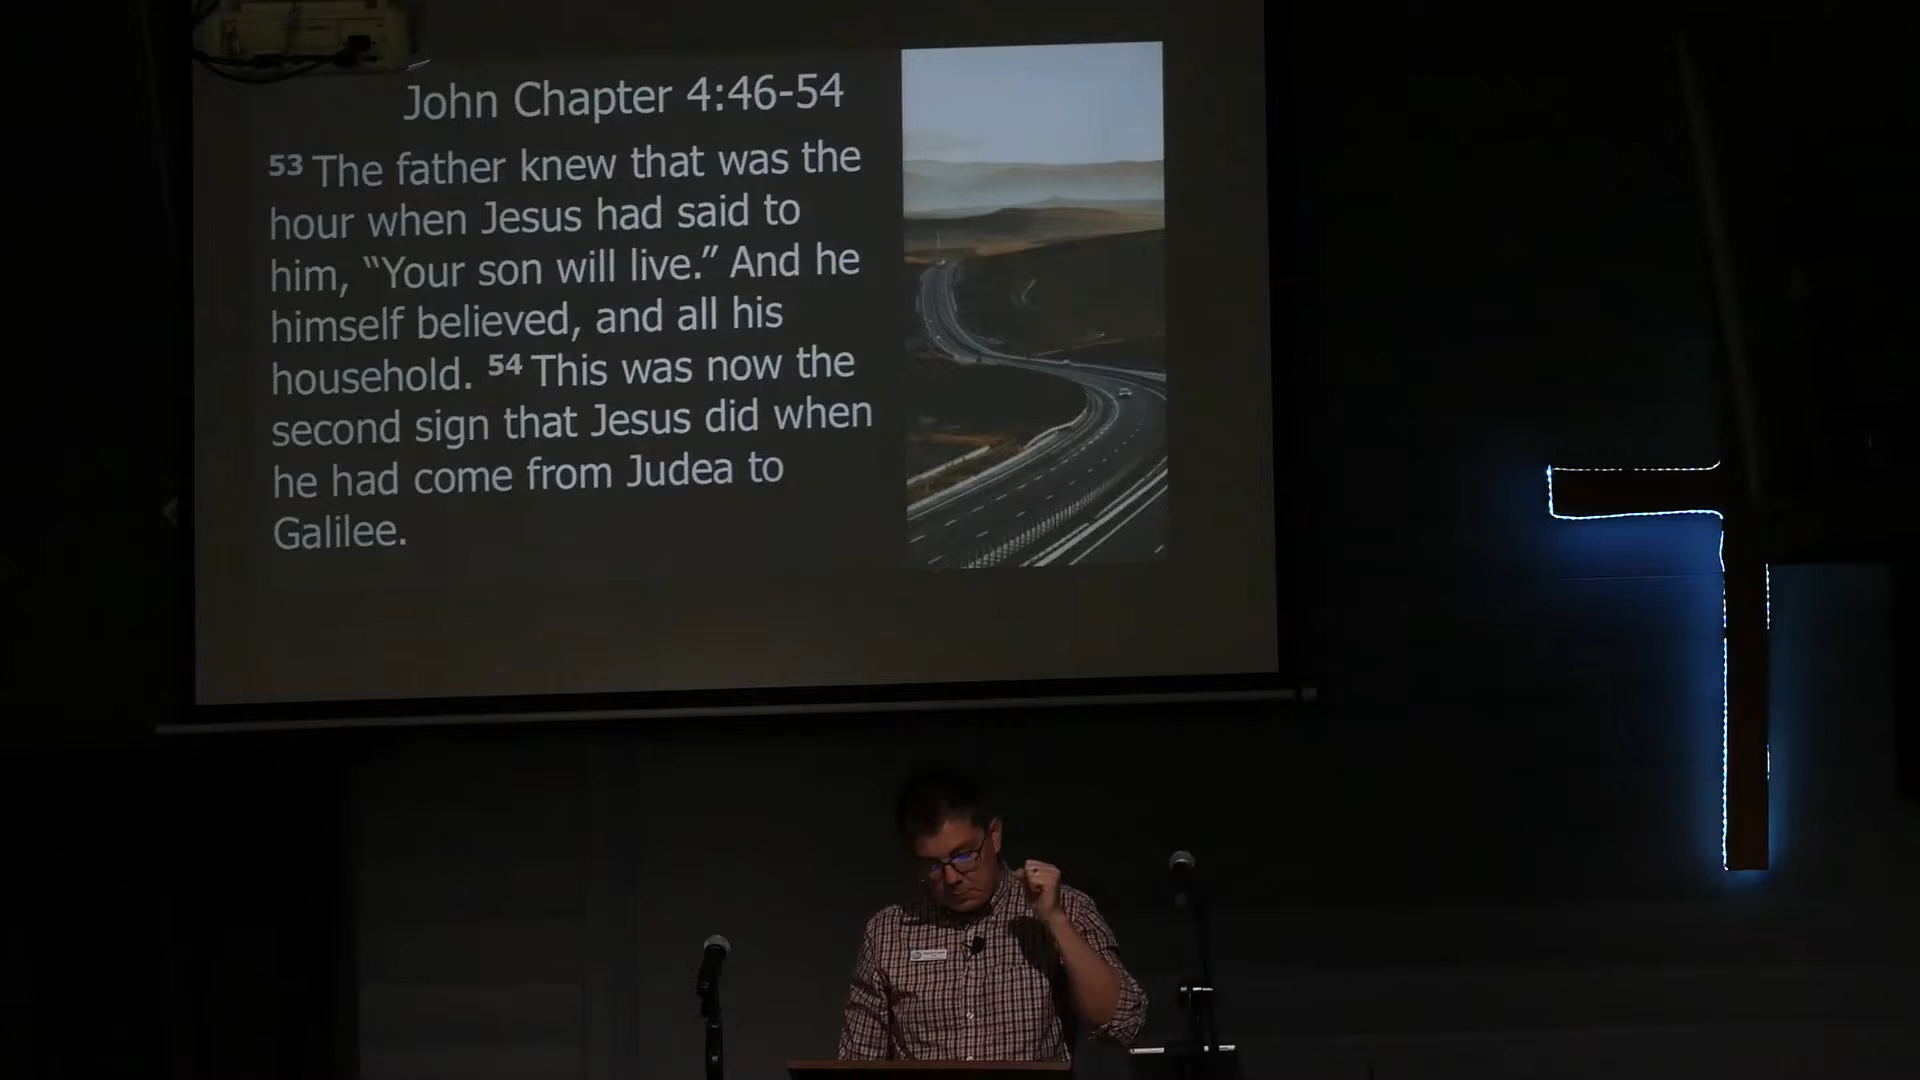 John Chapter 4:46-54
53 The father knew that was the
hour when Jesus had said to
him, “Your son will live.” And he
himself believed, and all his
household. 54 This was now the
second sign that Jesus did when
he had come from Judea to
Galilee.